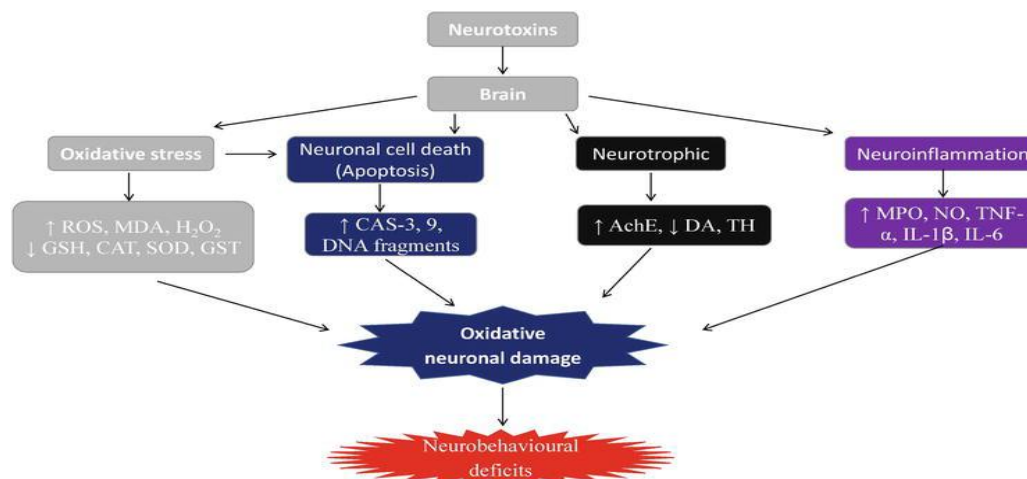 Neurotoxins
Brain
Oxidative stress
Neuronal cell death
(Apoptosis)
Neurotrophic
Neuroinflammation
↑ ROS, MDA, H₂O₂
↓ GSH, CAT, SOD, GST
↑ CAS-3, 9,
DNA fragments
↑ AchE, ↓ DA, TH
↑ MPO, NO, TNF-
α, IL-1β, IL-6
Oxidative
neuronal damage
Neurobehavioural
deficits